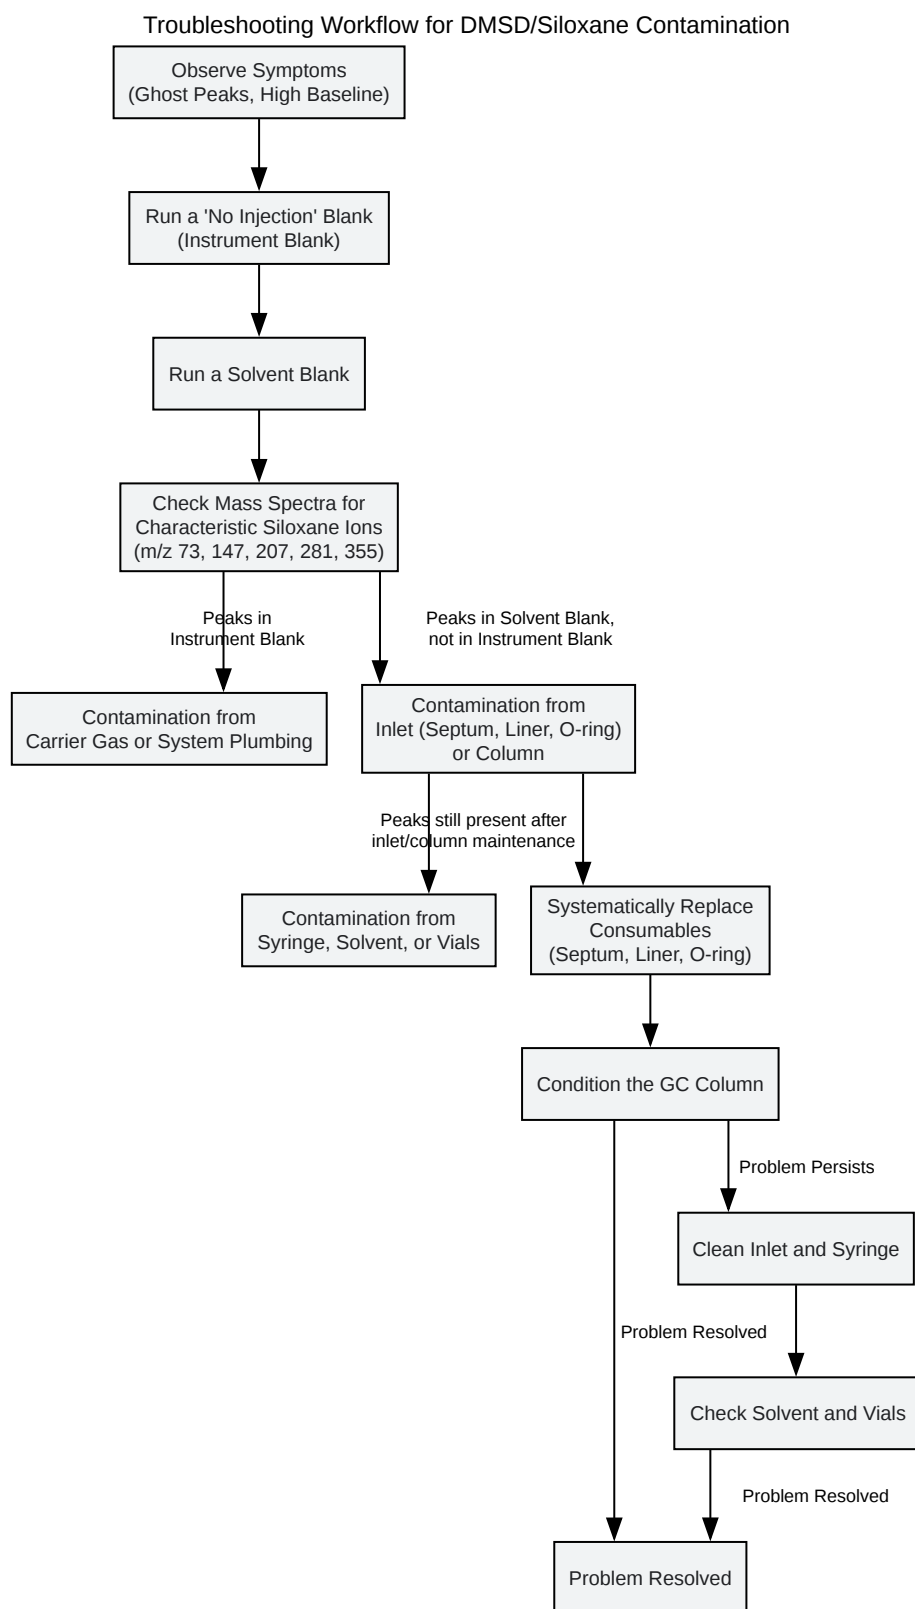 Troubleshooting Workflow for DMSD/Siloxane Contamination
Observe Symptoms
(Ghost Peaks, High Baseline)
Run a 'No Injection' Blank
(Instrument Blank)
Run a Solvent Blank
Check Mass Spectra for
Characteristic Siloxane Ions
(m/z 73, 147, 207, 281, 355)
Peaks in
Instrument Blank
Peaks in Solvent Blank,
not in Instrument Blank
Contamination from
Carrier Gas or System Plumbing
Contamination from
Inlet (Septum, Liner, O-ring)
or Column
Peaks still present after
inlet/column maintenance
Contamination from
Syringe, Solvent, or Vials
Systematically Replace
Consumables
(Septum, Liner, O-ring)
Condition the GC Column
Problem Persists
Clean Inlet and Syringe
Problem Resolved
Check Solvent and Vials
Problem Resolved
Problem Resolved